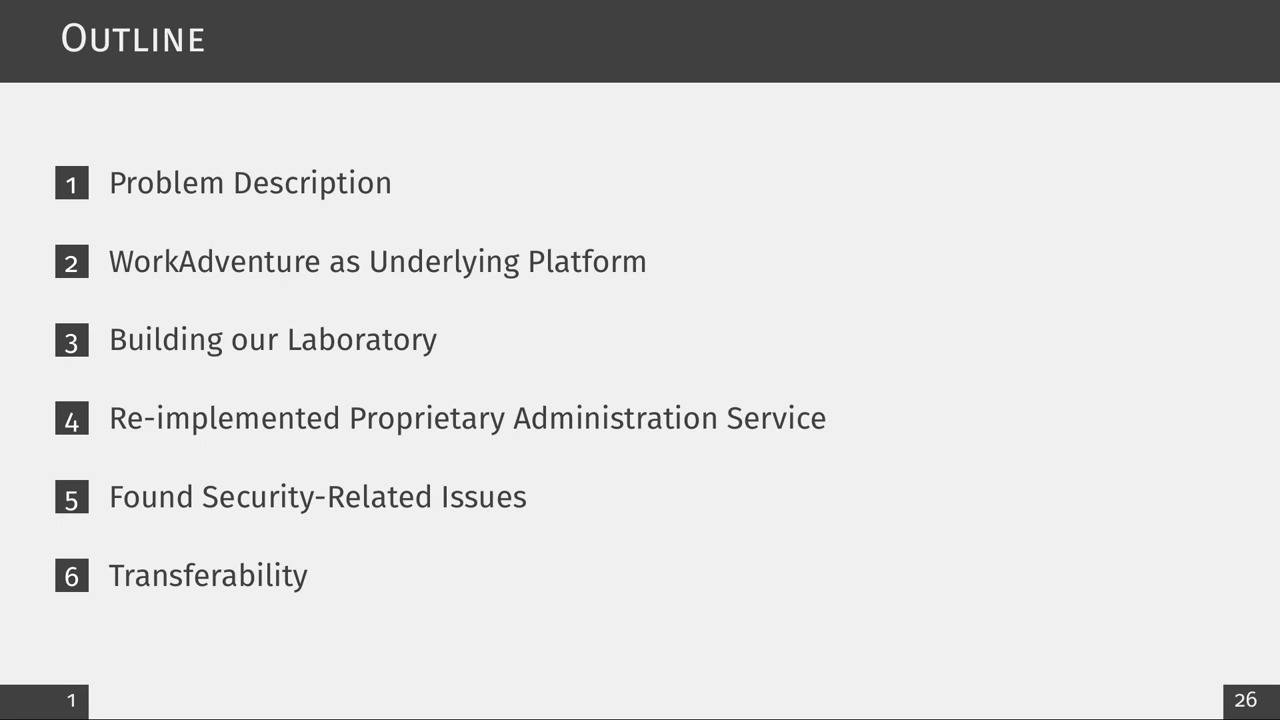 Outline
1 Problem Description
2 WorkAdventure as Underlying Platform
3 Building our Laboratory
4 Re-implemented Proprietary Administration Service
5 Found Security-Related Issues
6 Transferability
1 26